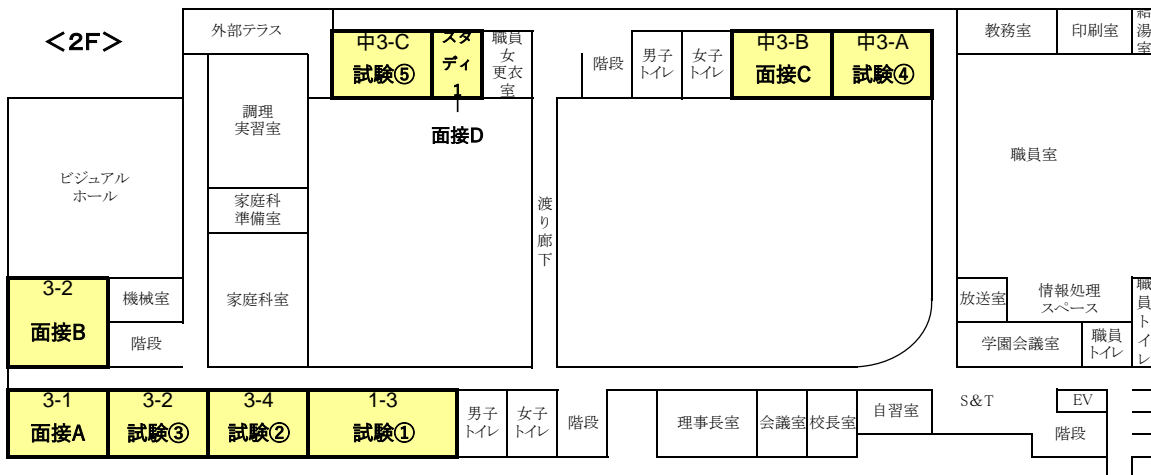 <2F>
外部テラス
中3-C
試験⑤
スタ
ディ
1
面接D
職員
女
更衣
室
階段
男子
トイレ
女子
トイレ
中3-B
面接C
中3-A
試験④
教務室
印刷室
給
湯
室
調理
実習室
職員室
ビジュアル
ホール
家庭科
準備室
渡
り
廊
下
3-2
面接B
機械室
階段
家庭科室
放送室
情報処理
スペース
職
員
ト
イ
レ
学園会議室
職員
トイレ
3-1
面接A
3-2
試験③
3-4
試験②
1-3
試験①
男子
トイレ
女子
トイレ
階段
理事長室
会議室
校長室
自習室
S&T
EV
階段